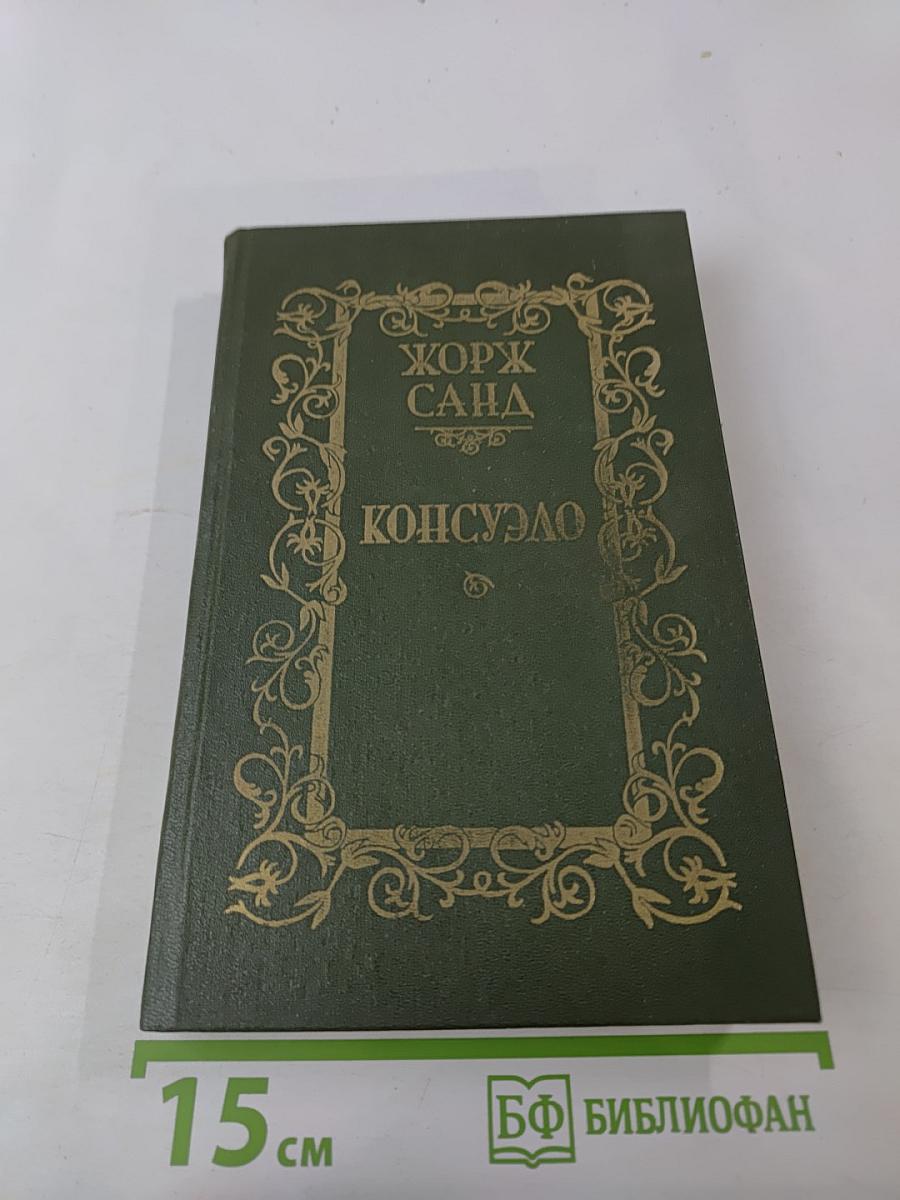 ЖОРЖ
САНД
КОНСУЭЛО
15 см
БФ БИБЛИОФАН